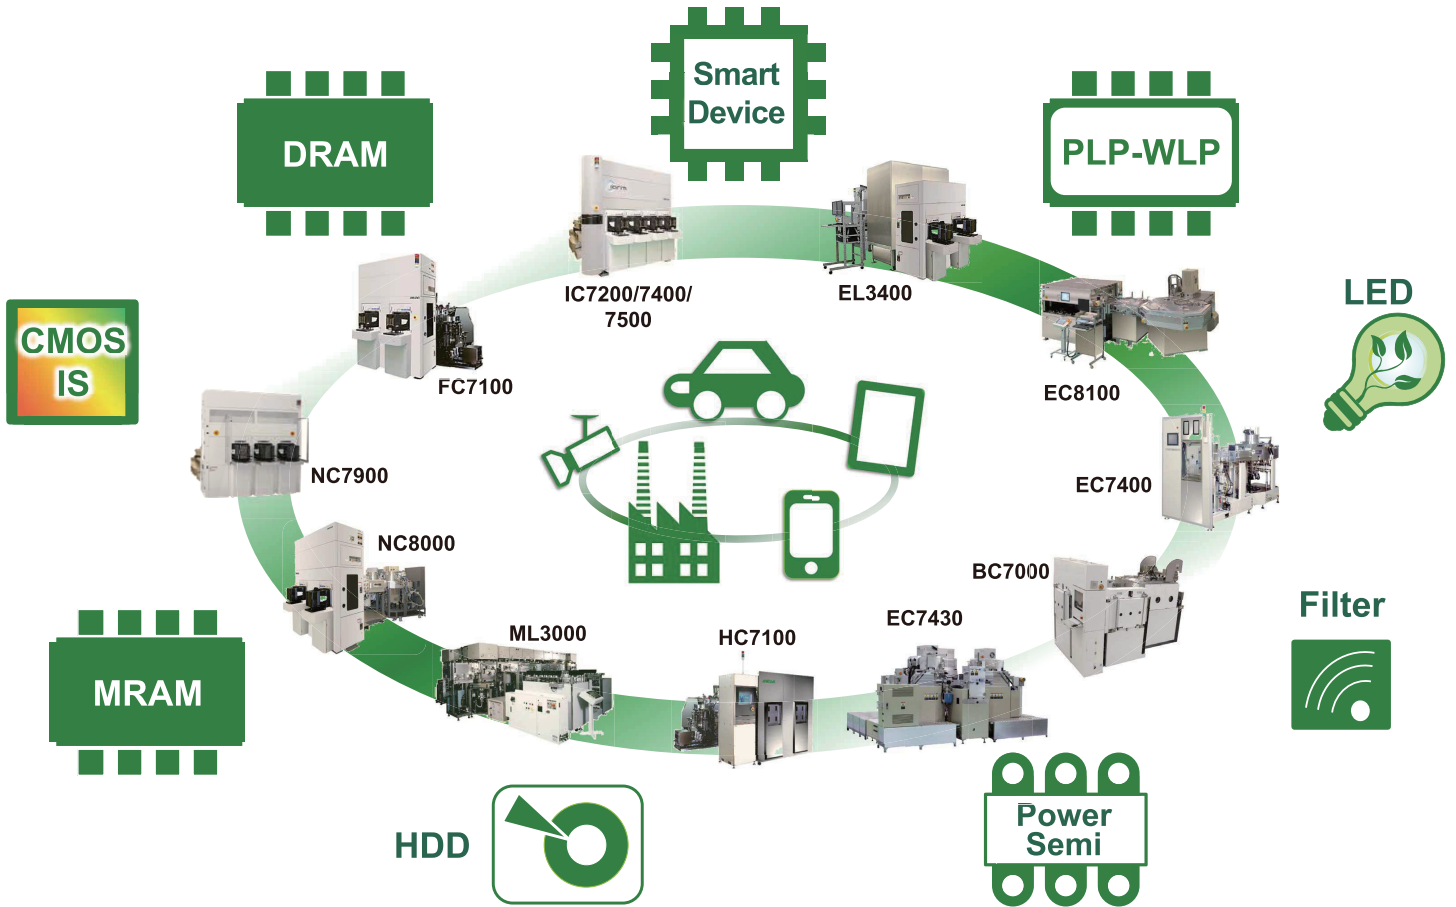 Smart
Device
DRAM
PLP-WLP
IC7200/7400/
7500
EL3400
LED
CMOS
IS
FC7100
EC8100
NC7900
EC7400
NC8000
BC7000
Filter
ML3000
HC7100
EC7430
MRAM
Power
Semi
HDD